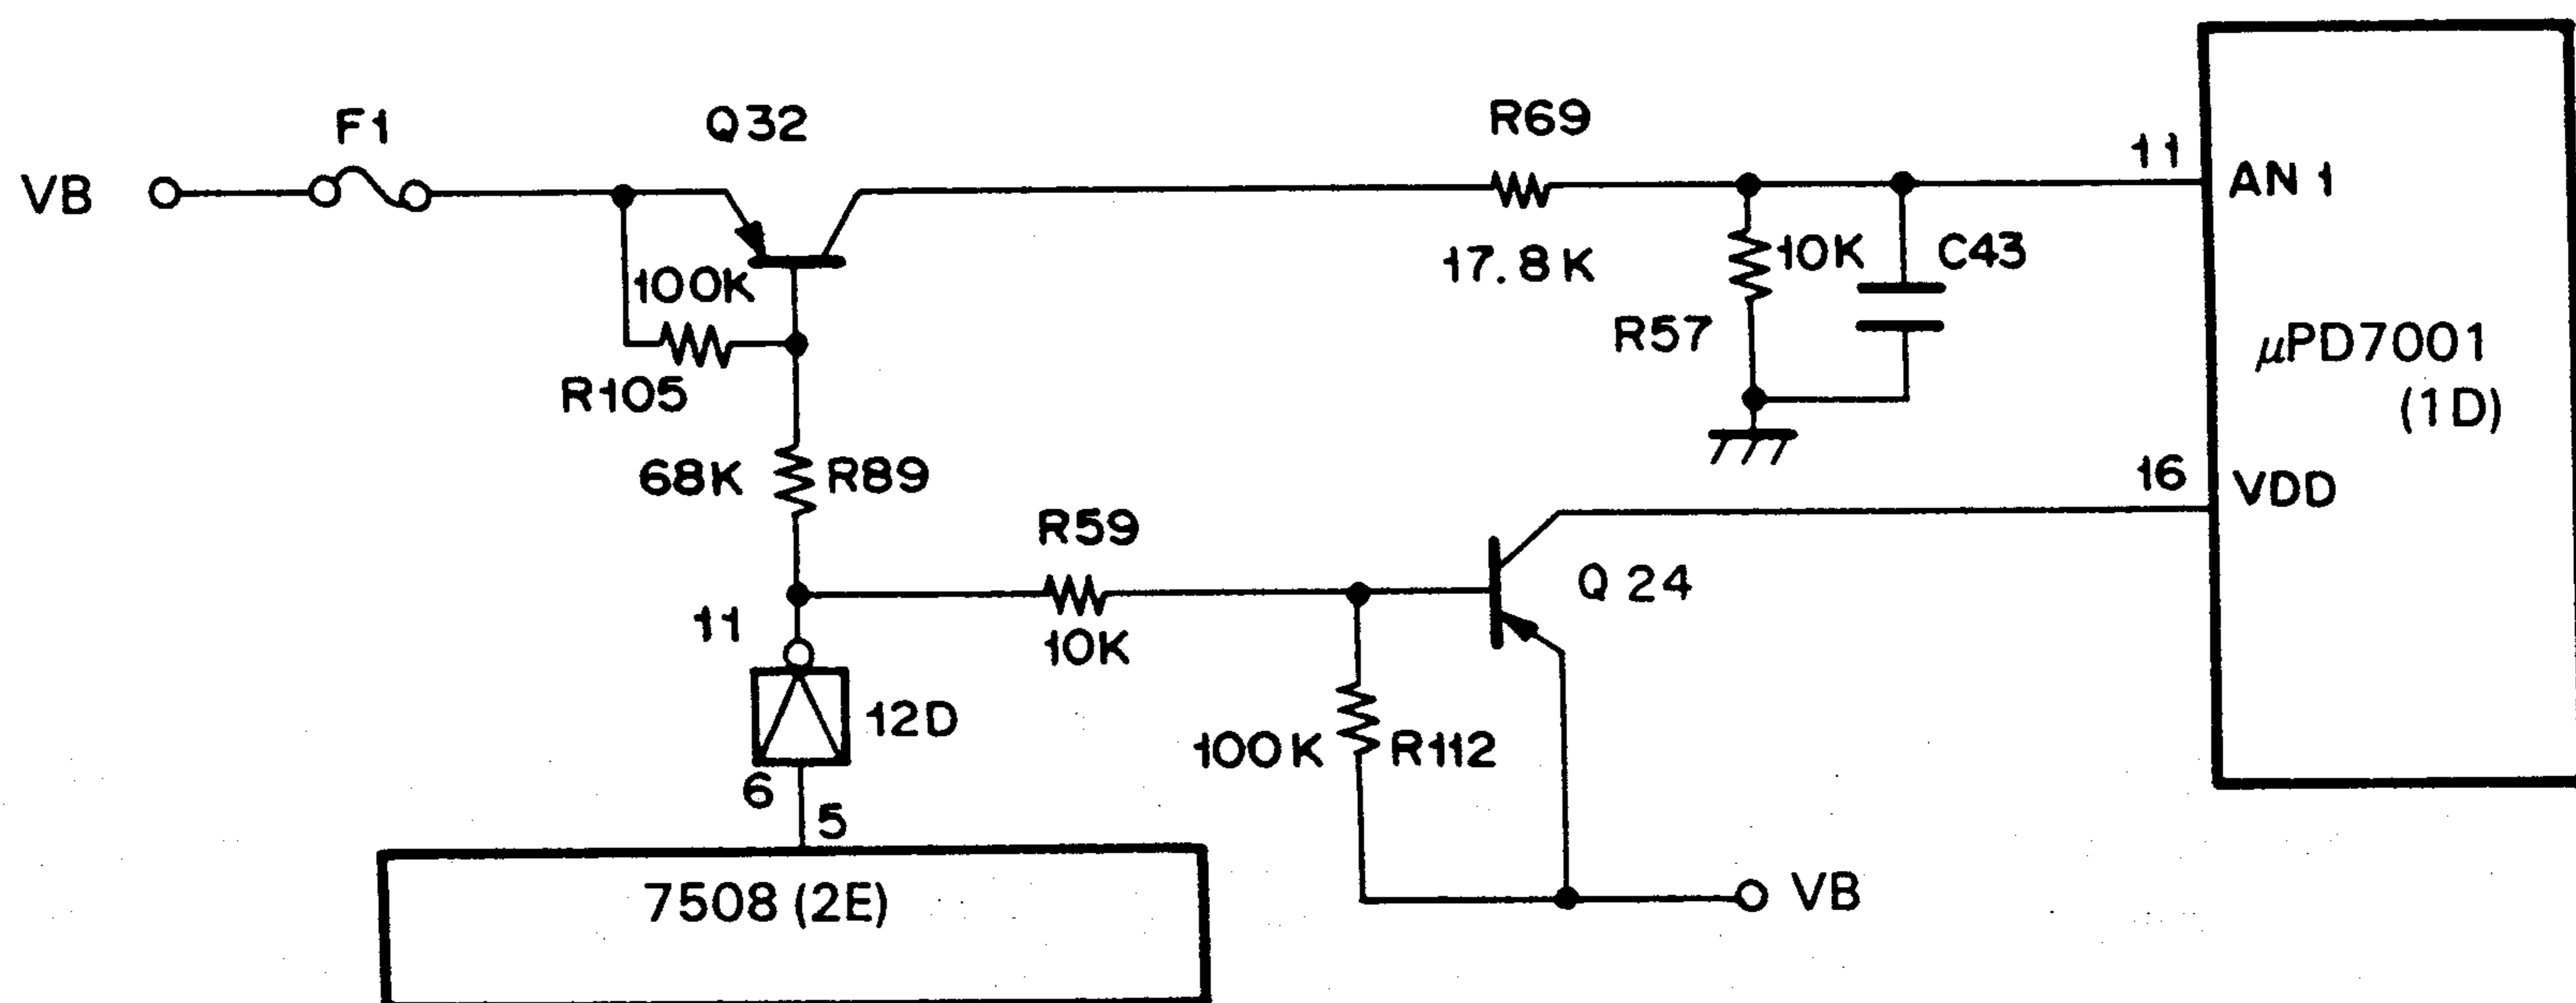 F1
Q32
R69
VB
11
AN 1
100K
17.8K
10K
C43
R57
μPD7001
(1D)
R105
68K
R89
16
VDD
R59
Q 24
11
10K
12D
100K
R112
6
5
7508 (2E)
VB